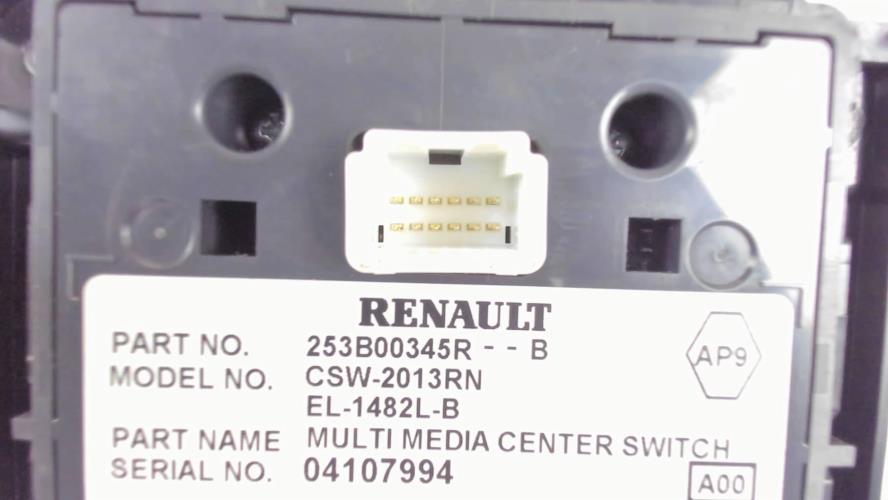 RENAULT
PART NO. 253B00345R - - B
AP9
MODEL NO. CSW-2013RN
EL-1482L-B
PART NAME MULTI MEDIA CENTER SWITCH
SERIAL NO. 04107994
A00